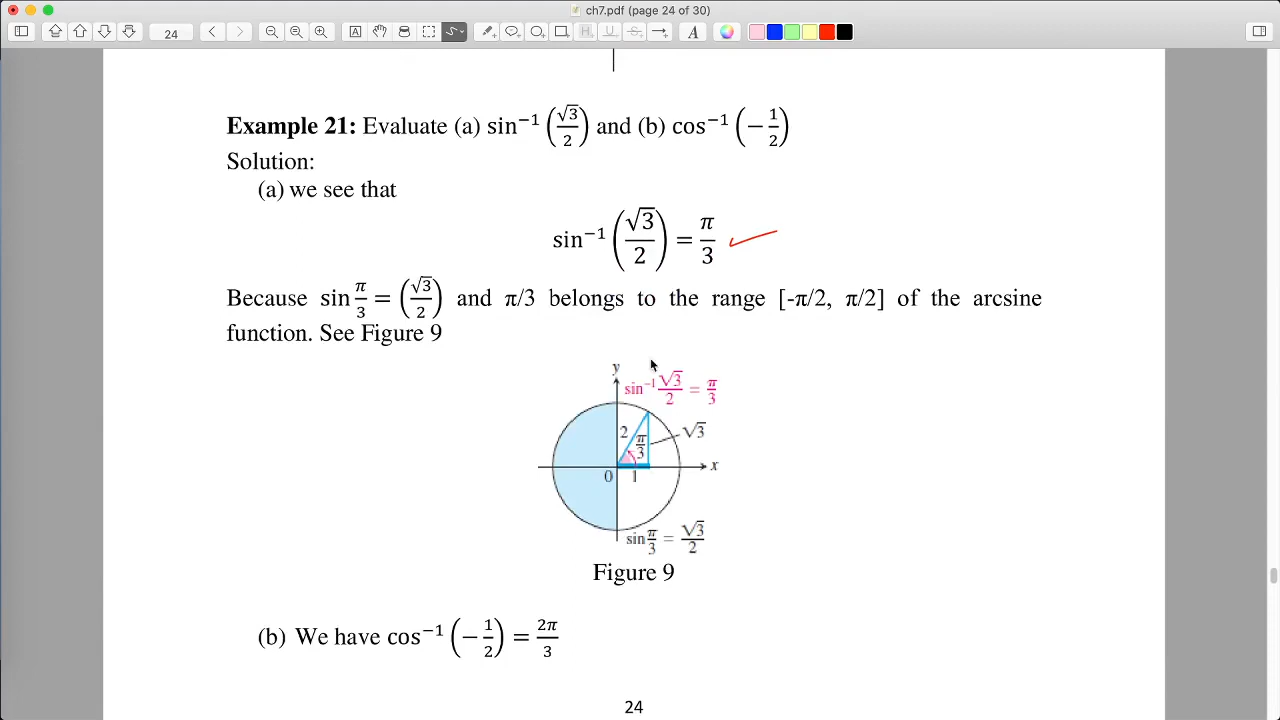 ch7.pdf (page 24 of 30)
24
Example 21: Evaluate (a) sin⁻¹ (√3/2) and (b) cos⁻¹ (−1/2)
Solution:
(a) we see that
sin⁻¹ (√3/2) = π/3
Because sin π/3 = (√3/2) and π/3 belongs to the range [-π/2, π/2] of the arcsine
function. See Figure 9
y
sin⁻¹ √3/2 = π/3
2
π/3
√3
x
0
1
sin π/3 = √3/2
Figure 9
(b) We have cos⁻¹ (−1/2) = 2π/3
24